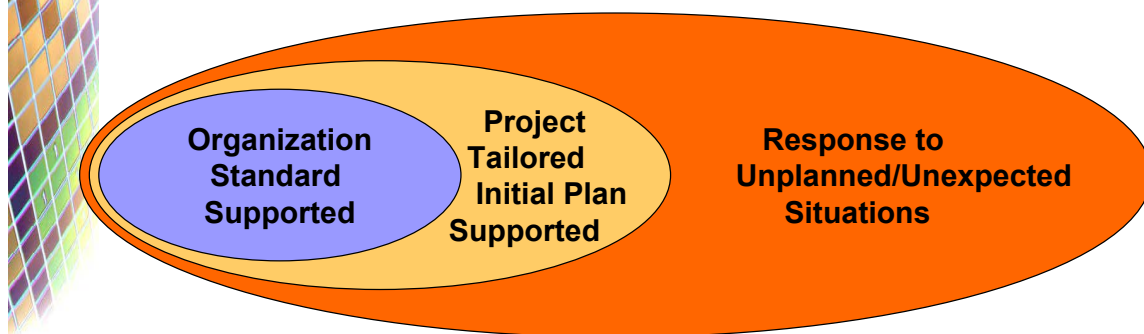 Organization
Standard
Supported
Project
Tailored
Initial Plan
Supported
Response to
Unplanned/Unexpected
Situations